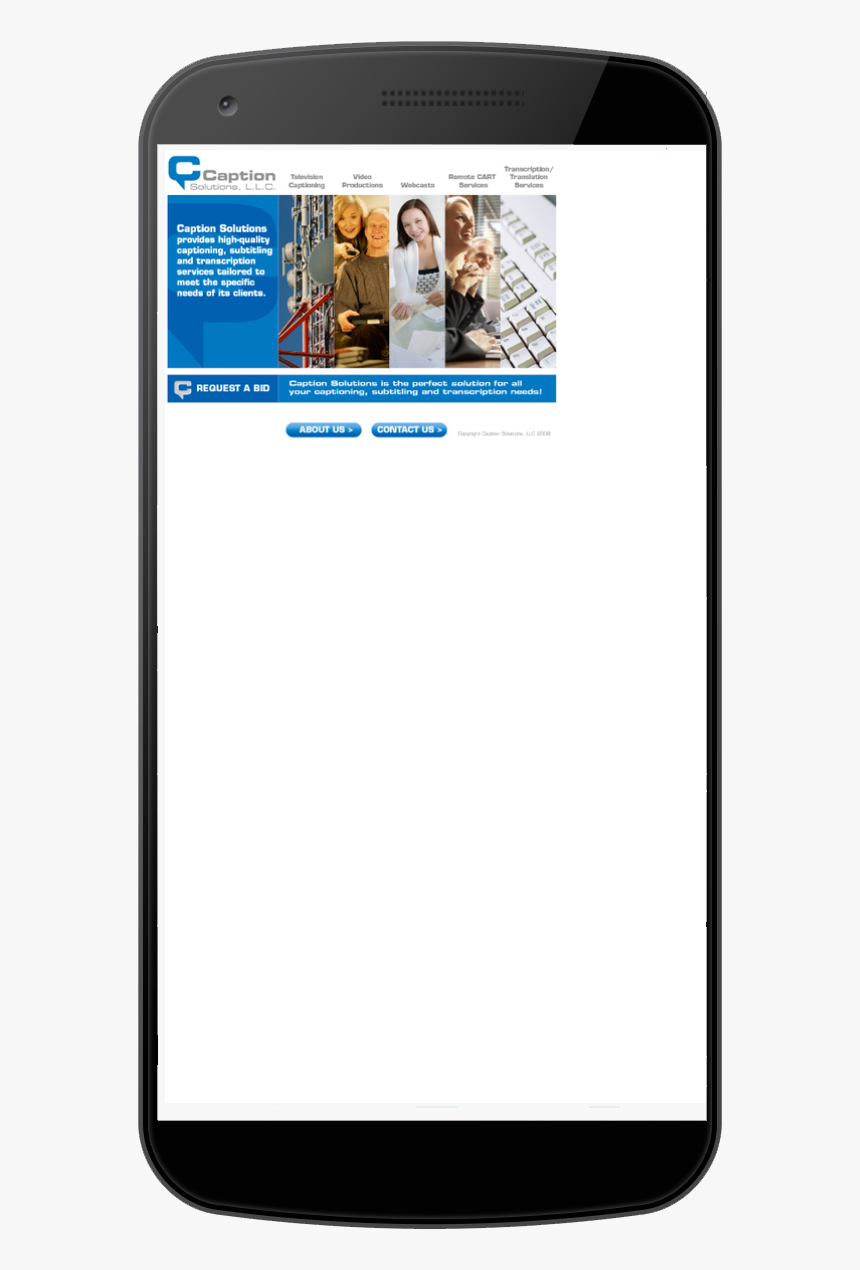 Caption
Solutions, L.L.C.
Television
Captioning
Video
Productions
Webcasts
Remote CART
Services
Transcription/
Translation
Services
Caption Solutions
provides high-quality
captioning, subtitling
and transcription
services tailored to
meet the specific
needs of its clients.
REQUEST A BID
Caption Solutions is the perfect solution for all
your captioning, subtitling and transcription needs!
ABOUT US >
CONTACT US >
Copyright Caption Solutions, LLC 2008